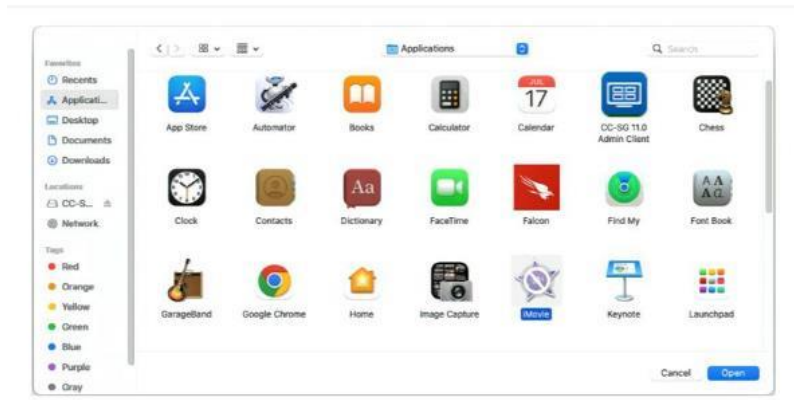 Applications
Search
Favorites
Recents
Applicati...
Desktop
Documents
Downloads
Locations
CC-S...
Network
Tags
Red
Orange
Yellow
Green
Blue
Purple
Gray
App Store
Automator
Books
Calculator
JUL
17
Calendar
CC-SG 11.0
Admin Client
Chess
Clock
Contacts
Aa
Dictionary
FaceTime
Falcon
Find My
Font Book
GarageBand
Google Chrome
Home
Image Capture
iMovie
Keynote
Launchpad
Cancel
Open